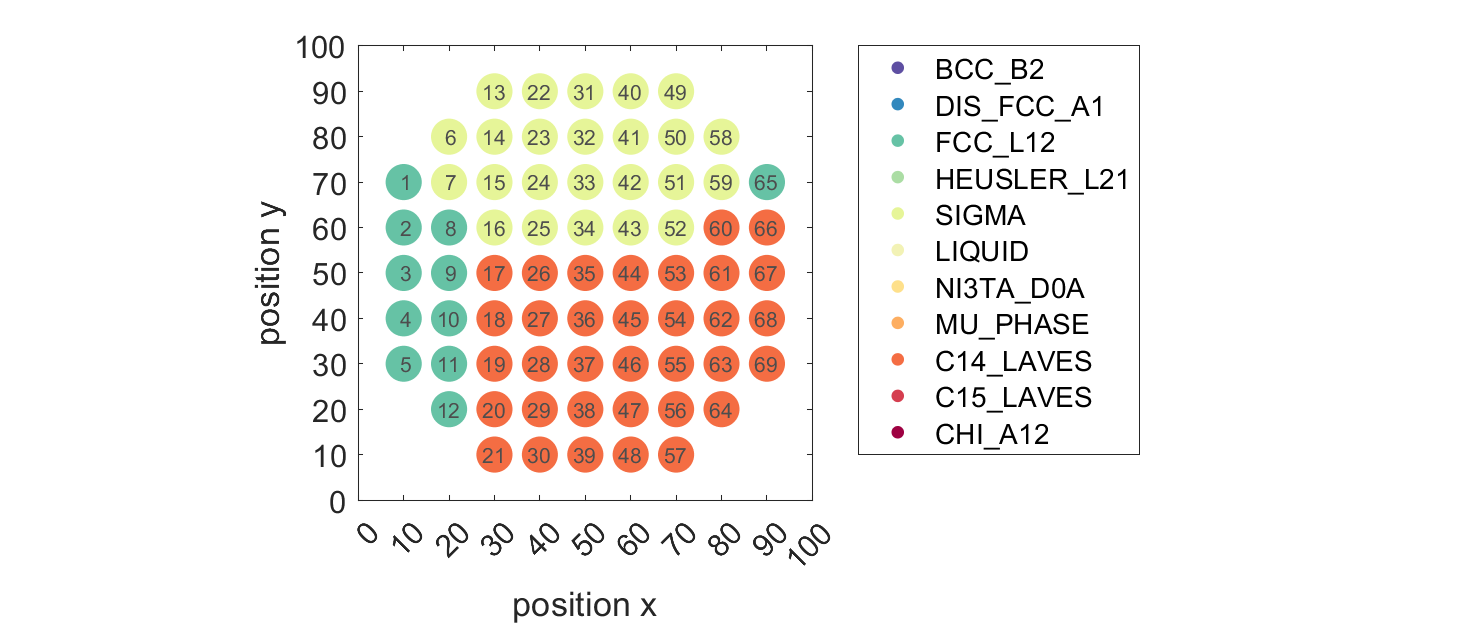 100
90
80
70
60
50
40
30
20
10
0
position y
13 22 31 40 49
6 14 23 32 41 50 58
1 7 15 24 33 42 51 59 65
2 8 16 25 34 43 52 60 66
3 9 17 26 35 44 53 61 67
4 10 18 27 36 45 54 62 68
5 11 19 28 37 46 55 63 69
12 20 29 38 47 56 64
21 30 39 48 57
0 10 20 30 40 50 60 70 80 90 100
position x
BCC_B2
DIS_FCC_A1
FCC_L12
HEUSLER_L21
SIGMA
LIQUID
NI3TA_D0A
MU_PHASE
C14_LAVES
C15_LAVES
CHI_A12